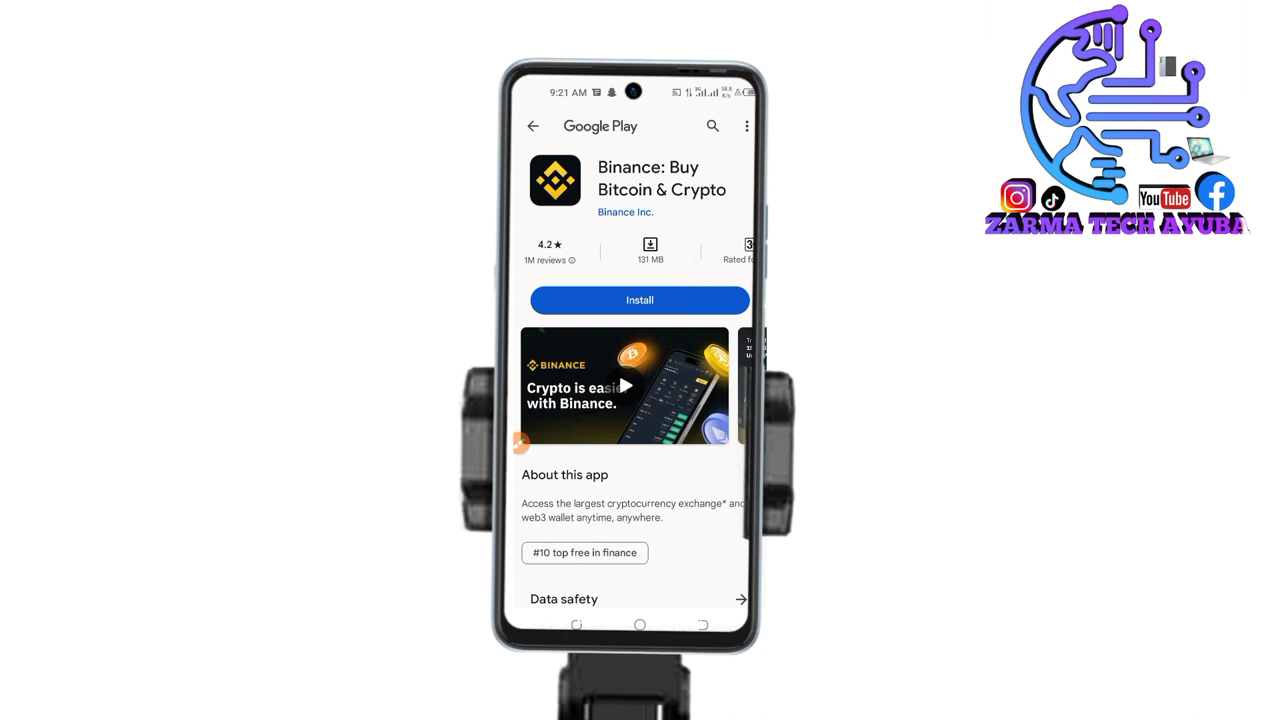 9:21 AM
Google Play
Binance: Buy
Bitcoin & Crypto
Binance Inc.
4.2★
1M reviews
131 MB
Rated
Install
BINANCE
Crypto is easier
with Binance.
About this app
Access the largest cryptocurrency exchange* and
web3 wallet anytime, anywhere.
#10 top free in finance
Data safety
YouTube
ZARMA TECH AYUBA